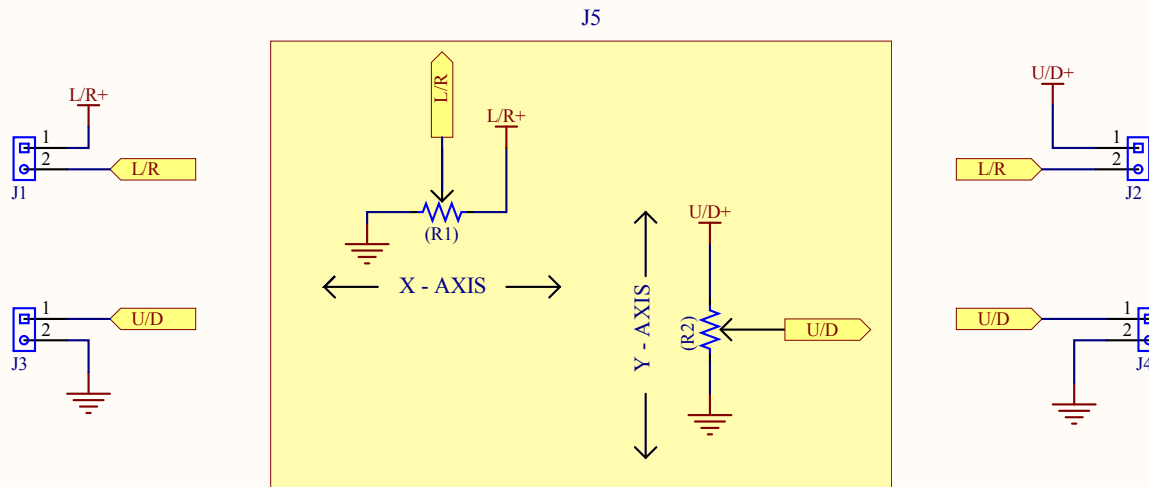 J5
L/R+
1
2
L/R
J1
L/R
L/R+
(R1)
X - AXIS
U/D+
1
2
L/R
J2
1
2
U/D
J3
Y - AXIS
U/D+
(R2)
U/D
U/D
1
2
J4